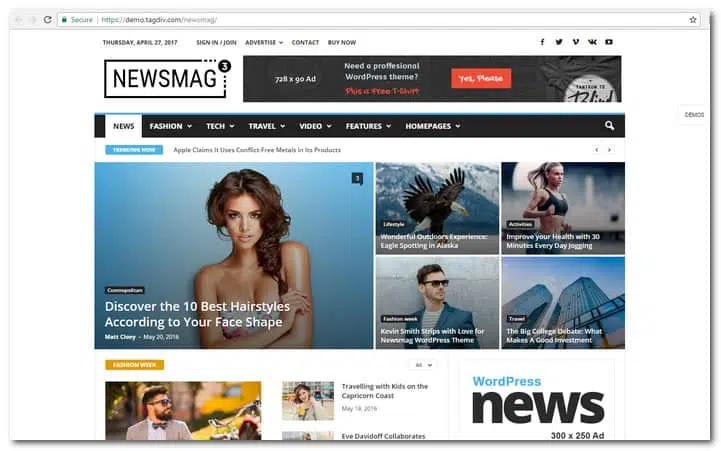 Secure https://demo.tagdiv.com/newsmag/
THURSDAY, APRIL 27, 2017 SIGN IN / JOIN ADVERTISE CONTACT BUY NOW
NEWSMAG 3
728 x 90 Ad
Need a proffesional
WordPress theme?
Plus a Free T-Shirt
Yes, Please
DEMOS
NEWS FASHION TECH TRAVEL VIDEO FEATURES HOMEPAGES
TRENDING NOW Apple Claims It Uses Conflict-Free Metals in Its Products
3
Cosmopolitan
Discover the 10 Best Hairstyles
According to Your Face Shape
Matt Cloey - May 20, 2016
Lifestyle
Wonderful Outdoors Experience:
Eagle Spotting in Alaska
Activities
Improve your Health with 30
Minutes Every Day Jogging
Fashion week
Kevin Smith Strips with Love for
Newsmag WordPress Theme
Travel
The Big College Debate: What
Makes A Good Investment
FASHION WEEK All
Travelling with Kids on the
Capricorn Coast
May 18, 2016
Eve Davidoff Collaborates
WordPress
news
300 x 250 Ad